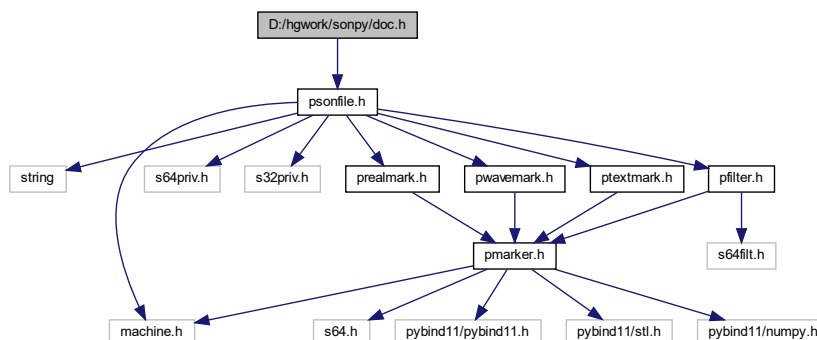 D:/hgwork/sonpy/doc.h
psonfile.h
string
s64priv.h
s32priv.h
prealmark.h
pwavemark.h
ptextmark.h
pfilter.h
pmarker.h
s64filt.h
machine.h
s64.h
pybind11/pybind11.h
pybind11/stl.h
pybind11/numpy.h